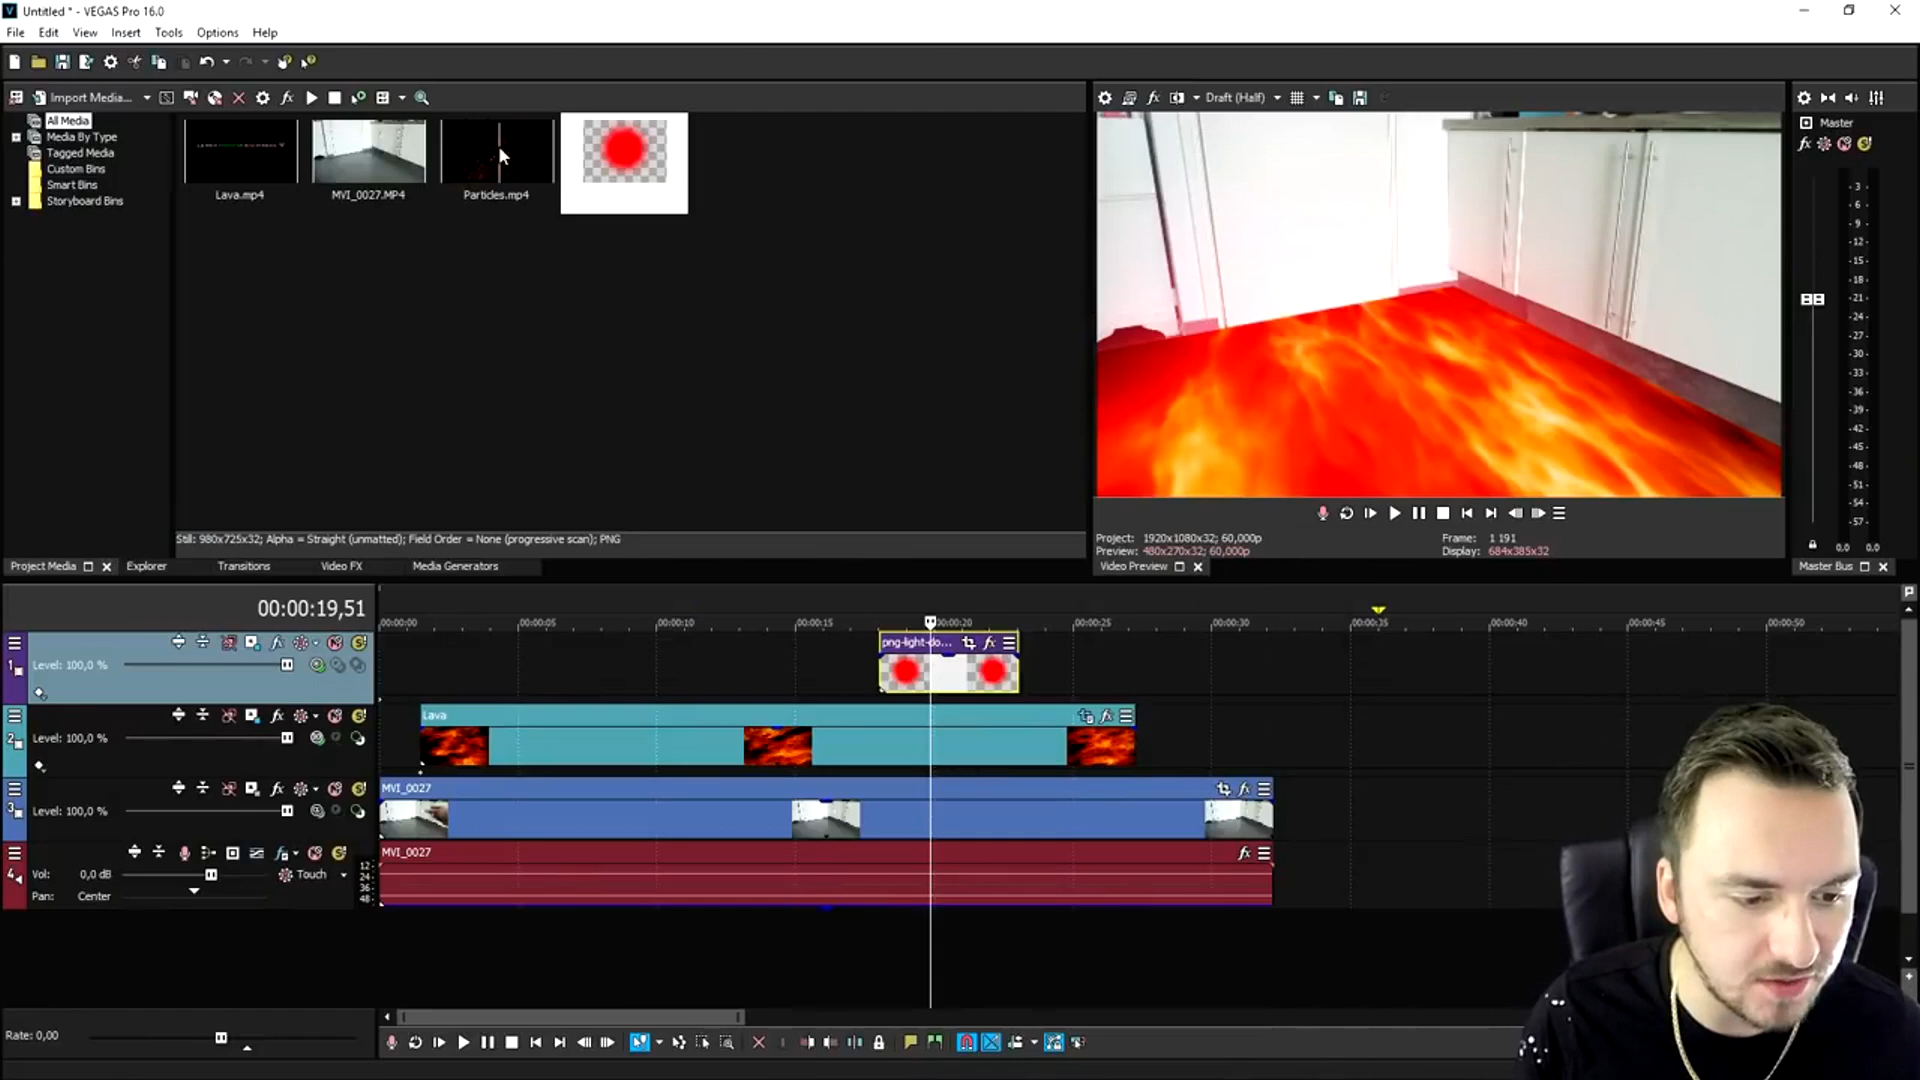 Untitled * - VEGAS Pro 16.0
File Edit View Insert Tools Options Help
Import Media...
Draft (Half)
All Media
Media By Type
Tagged Media
Custom Bins
Smart Bins
Storyboard Bins
Lava.mp4
MVI_0027.MP4
Particles.mp4
Master
-3
-6
-9
-12
-15
-18
-21
-24
-27
-30
-33
-36
-39
-42
-45
-48
-51
-54
-57
0,0 0,0
Still: 980x725x32; Alpha = Straight (unmatted); Field Order = None (progressive scan); PNG
Project: 1920x1080x32; 60,000p
Frame: 1 191
Preview: 480x270x32; 60,000p
Display: 684x385x32
Project Media Explorer Transitions Video FX Media Generators
Video Preview
Master Bus
00:00:19,51
00:00:00 00:00:05 00:00:10 00:00:15 00:00:20 00:00:25 00:00:30 00:00:35 00:00:40 00:00:45 00:00:50
1
Level: 100,0 %
png-light-do...
2
Level: 100,0 %
Lava
3
Level: 100,0 %
MVI_0027
4
MVI_0027
Vol: 0,0 dB
Touch
Pan: Center
12
24
36
48
Rate: 0,00